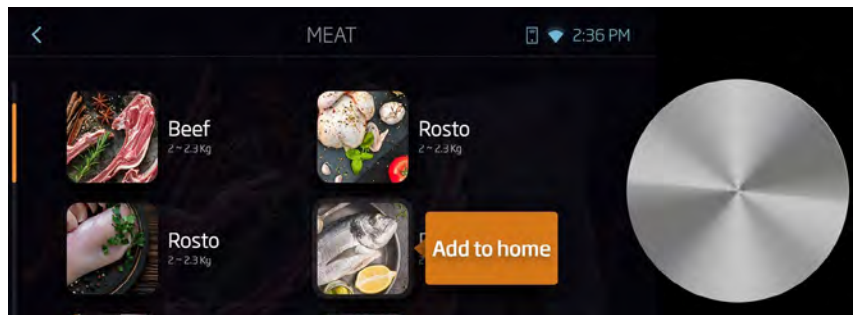 MEAT
2:36 PM
Beef
2 ~ 2.3 Kg
Rosto
2 ~ 2.3 Kg
Rosto
2 ~ 2.3 Kg
Add to home